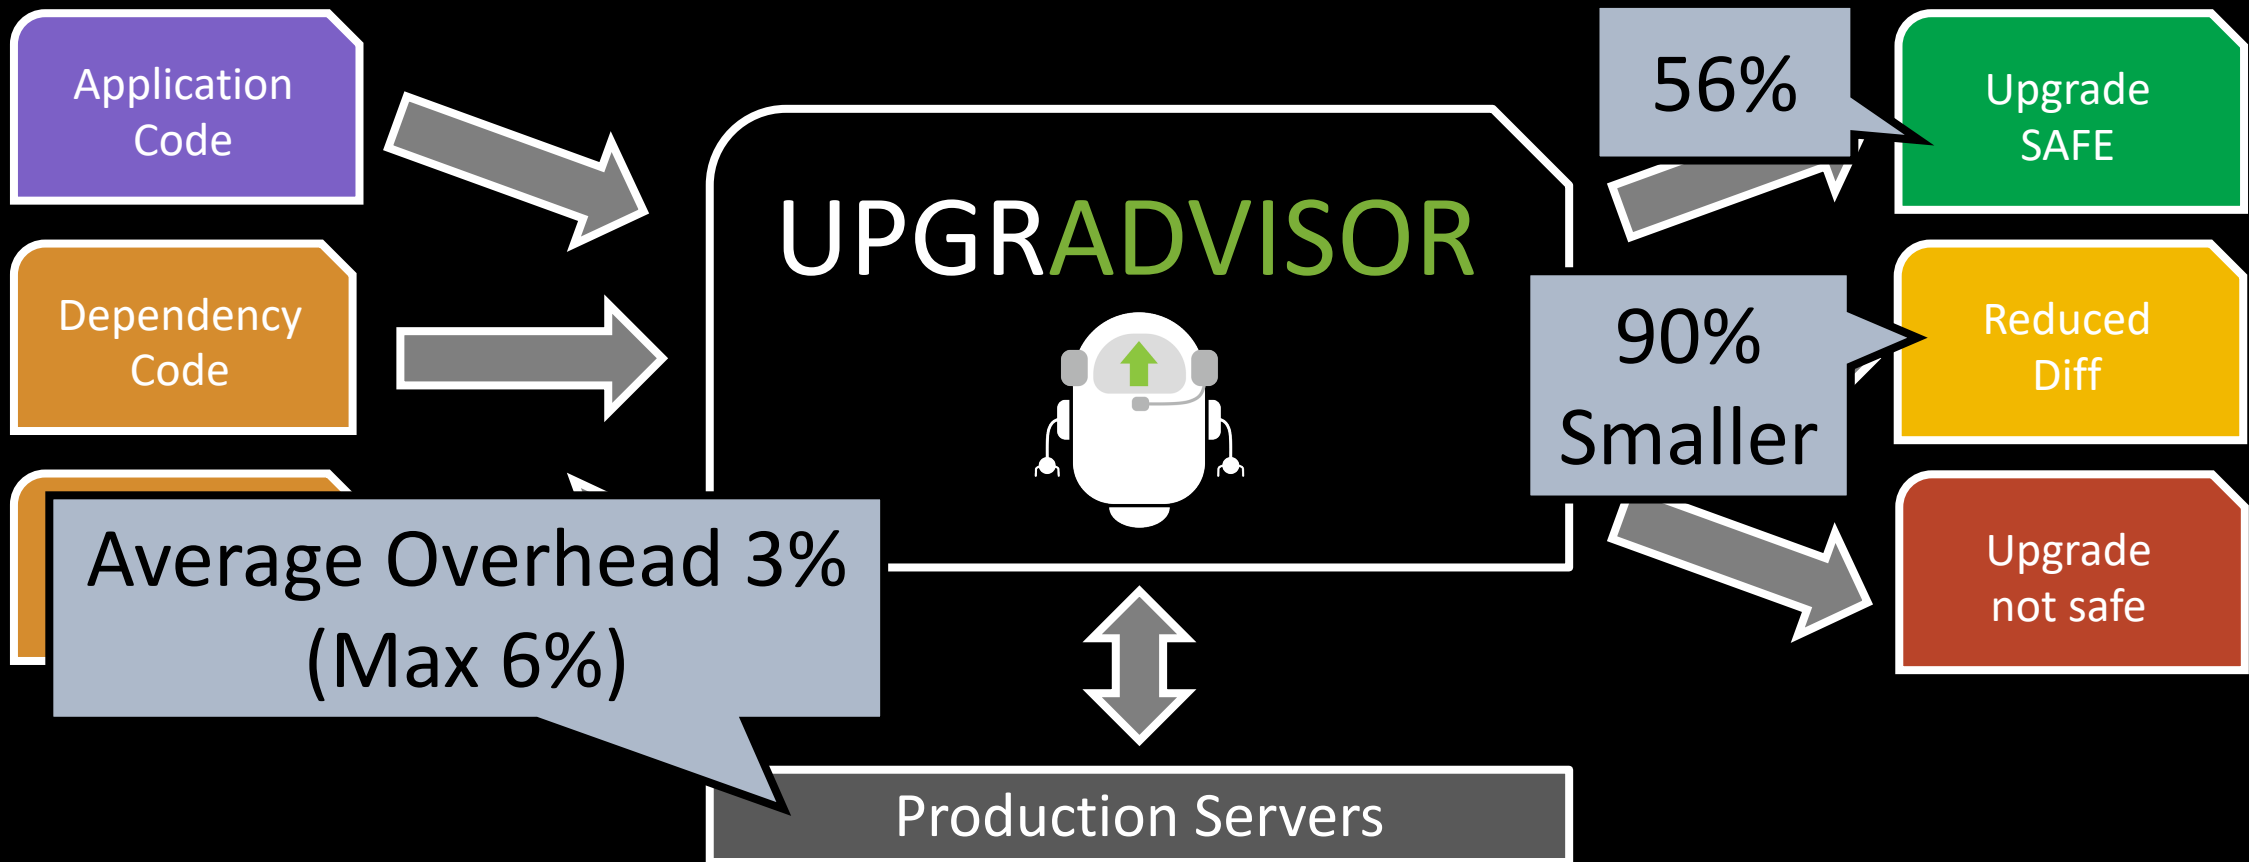 Application
Code
Dependency
Code
Average Overhead 3%
(Max 6%)
UPGRADVISOR
Production Servers
56%
90%
Smaller
Upgrade
SAFE
Reduced
Diff
Upgrade
not safe